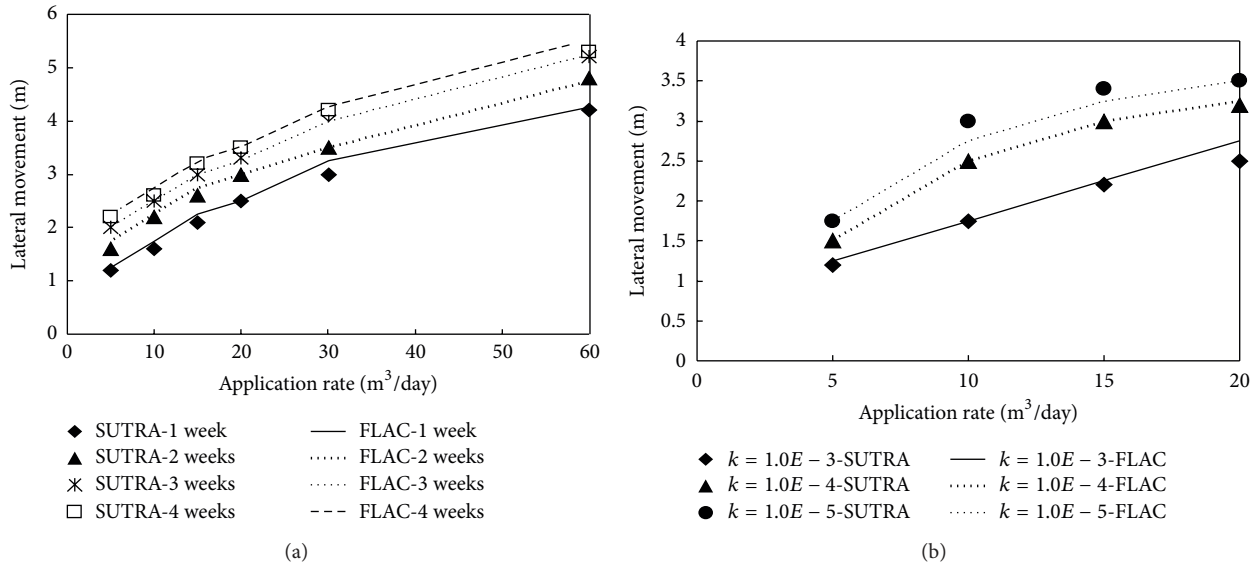 6
5
4
3
2
1
0
Lateral movement (m)
0 10 20 30 40 50 60
Application rate (m³/day)
SUTRA-1 week FLAC-1 week
SUTRA-2 weeks FLAC-2 weeks
SUTRA-3 weeks FLAC-3 weeks
SUTRA-4 weeks FLAC-4 weeks
(a)
4
3.5
3
2.5
2
1.5
1
0.5
0
Lateral movement (m)
0 5 10 15 20
Application rate (m³/day)
k = 1.0E − 3-SUTRA k = 1.0E − 3-FLAC
k = 1.0E − 4-SUTRA k = 1.0E − 4-FLAC
k = 1.0E − 5-SUTRA k = 1.0E − 5-FLAC
(b)